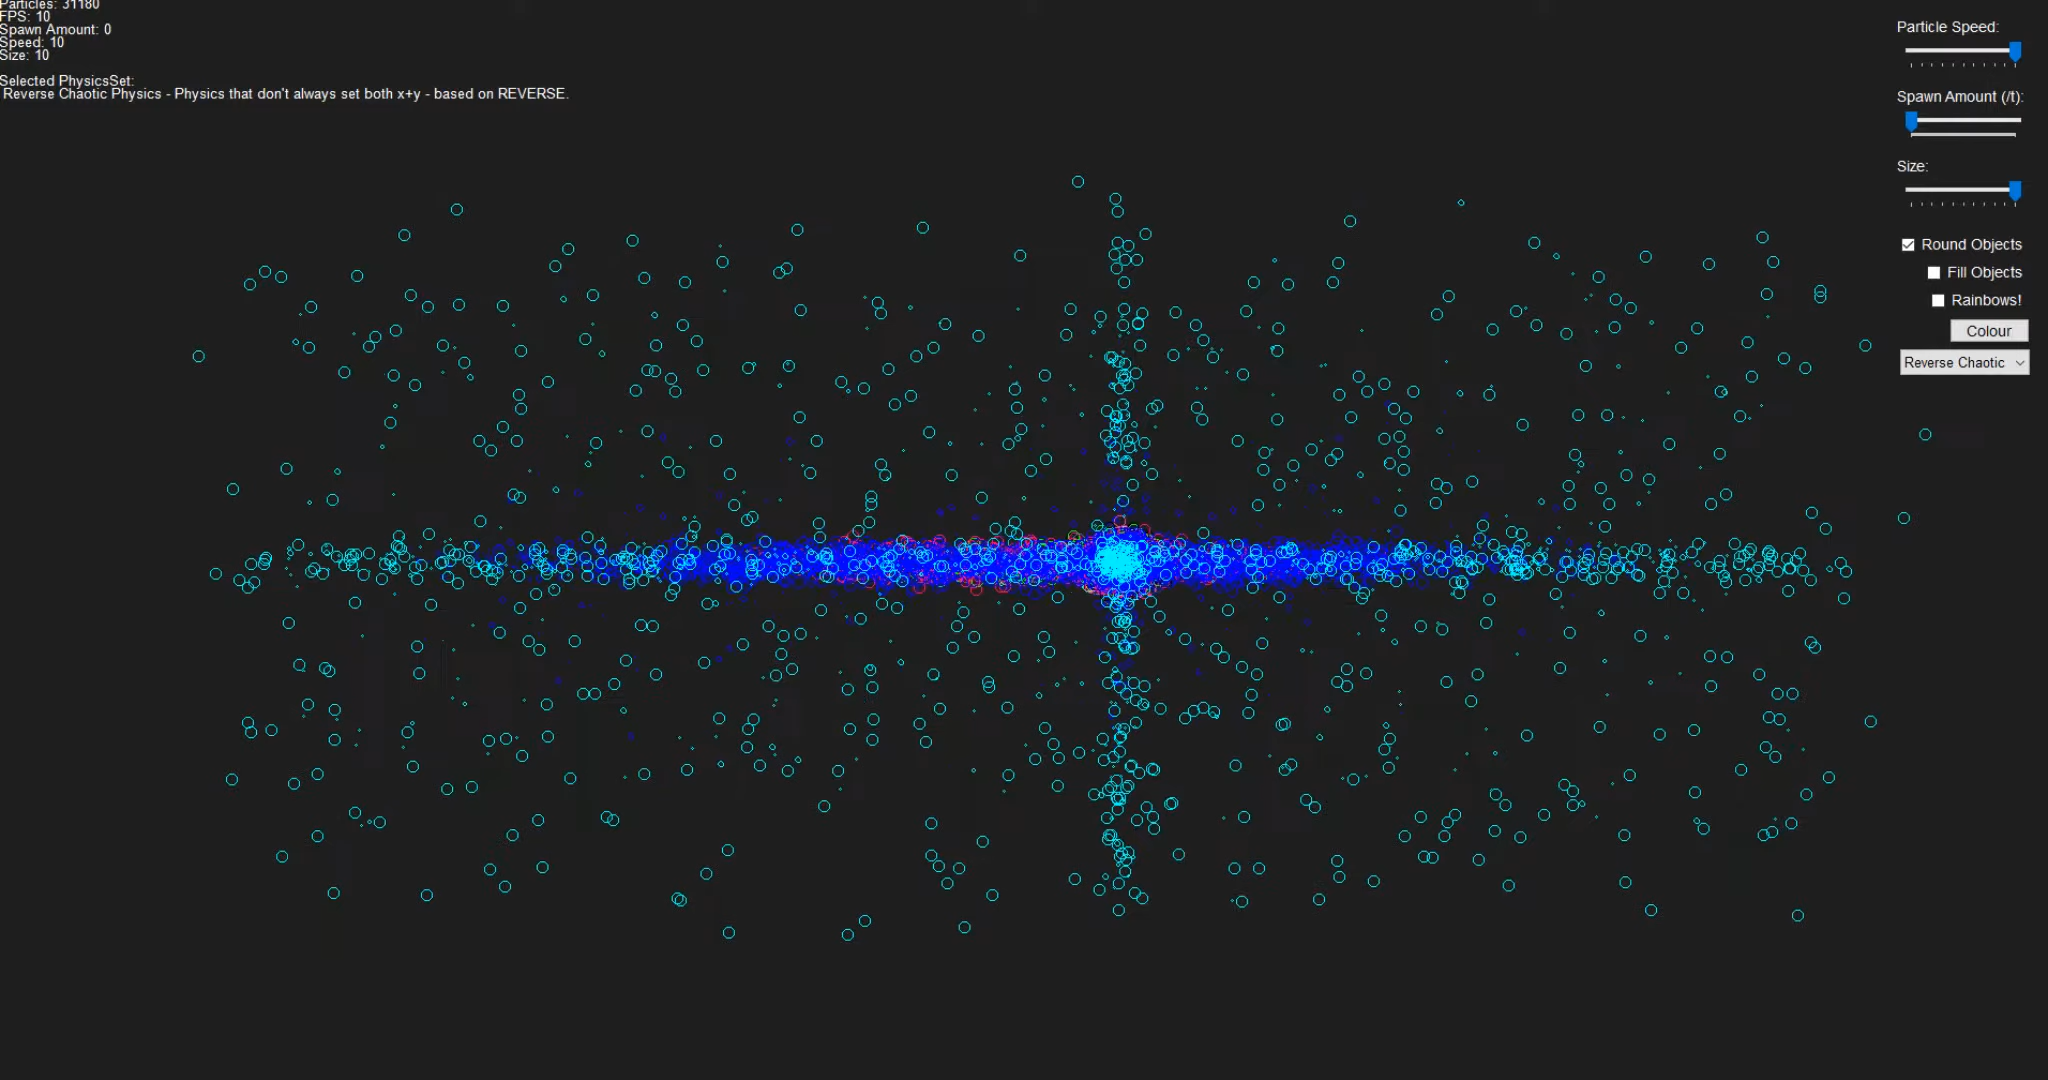 Particles: 31180
FPS: 10
Spawn Amount: 0
Speed: 10
Size: 10
Selected PhysicsSet:
Reverse Chaotic Physics - Physics that don't always set both x+y - based on REVERSE.
Particle Speed:
Spawn Amount (/t):
Size:
Round Objects
Fill Objects
Rainbows!
Colour
Reverse Chaotic